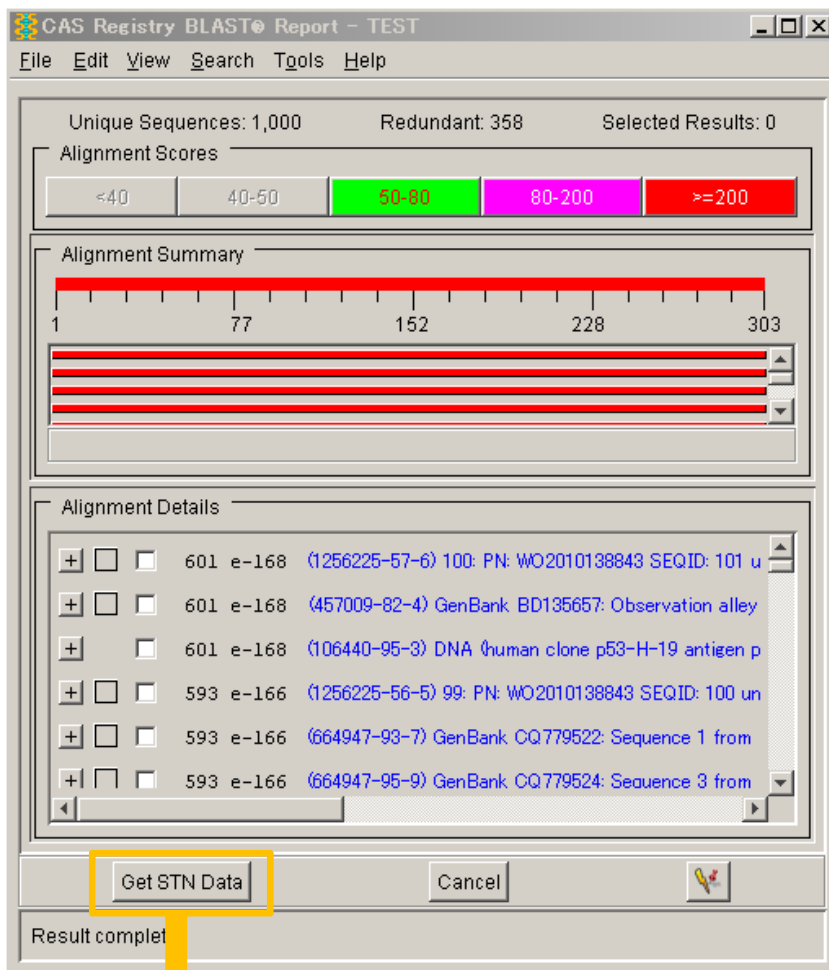 CAS Registry BLAST® Report - TEST
File Edit View Search Tools Help
Unique Sequences: 1,000 Redundant: 358 Selected Results: 0
Alignment Scores
<40 40-50 50-80 80-200 >=200
Alignment Summary
1 77 152 228 303
Alignment Details
+ 601 e-168 (1256225-57-6) 100: PN: WO2010138843 SEQID: 101 u
+ 601 e-168 (457009-82-4) GenBank BD135657: Observation alley
+ 601 e-168 (106440-95-3) DNA (human clone p53-H-19 antigen p
+ 593 e-166 (1256225-56-5) 99: PN: WO2010138843 SEQID: 100 un
+ 593 e-166 (664947-93-7) GenBank CQ779522: Sequence 1 from
+ 593 e-166 (664947-95-9) GenBank CQ779524: Sequence 3 from
Get STN Data Cancel
Result complet